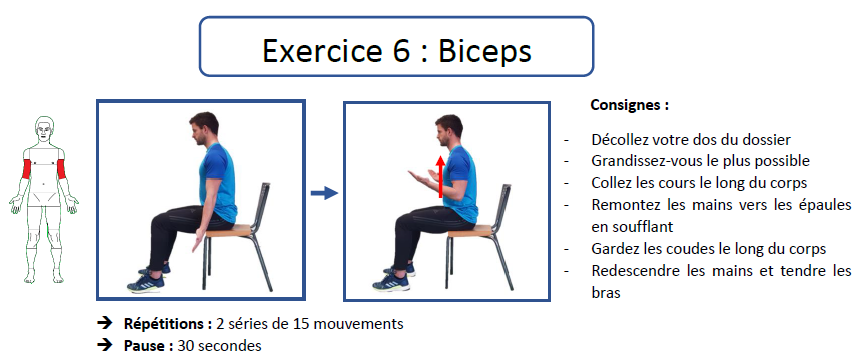 Exercice 6 : Biceps
Consignes :
- Décollez votre dos du dossier
- Grandissez-vous le plus possible
- Collez les cours le long du corps
- Remontez les mains vers les épaules
en soufflant
- Gardez les coudes le long du corps
- Redescendre les mains et tendre les
bras
➔ Répétitions : 2 séries de 15 mouvements
➔ Pause : 30 secondes